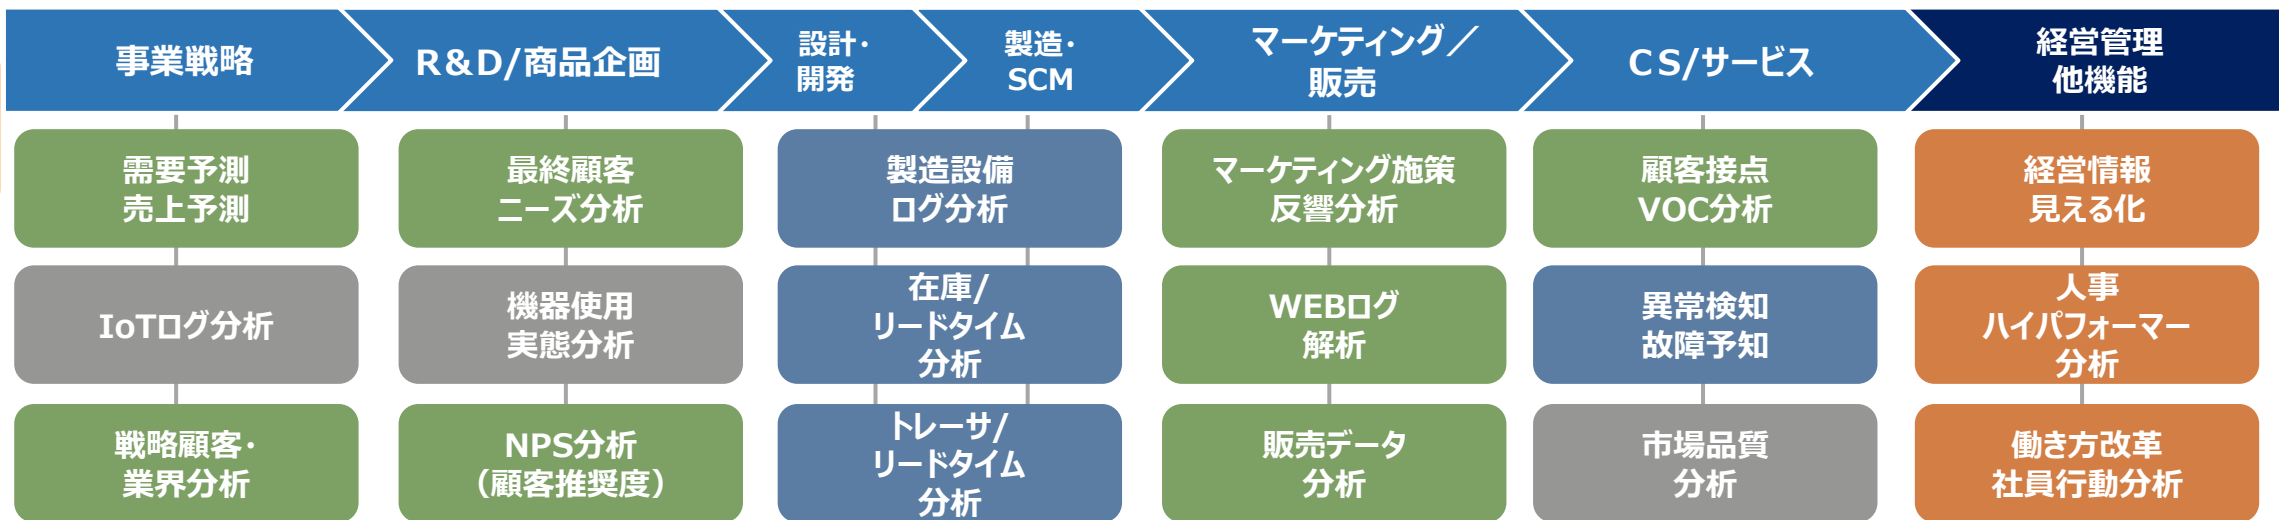 事業戦略
R&D/商品企画
設計・
開発
製造・
SCM
マーケティング／
販売
CS/サービス
経営管理
他機能
需要予測
売上予測
最終顧客
ニーズ分析
製造設備
ログ分析
マーケティング施策
反響分析
顧客接点
VOC分析
経営情報
見える化
IoTログ分析
機器使用
実態分析
在庫/
リードタイム
分析
WEBログ
解析
異常検知
故障予知
人事
ハイパフォーマー
分析
戦略顧客・
業界分析
NPS分析
（顧客推奨度）
トレーサ/
リードタイム
分析
販売データ
分析
市場品質
分析
働き方改革
社員行動分析